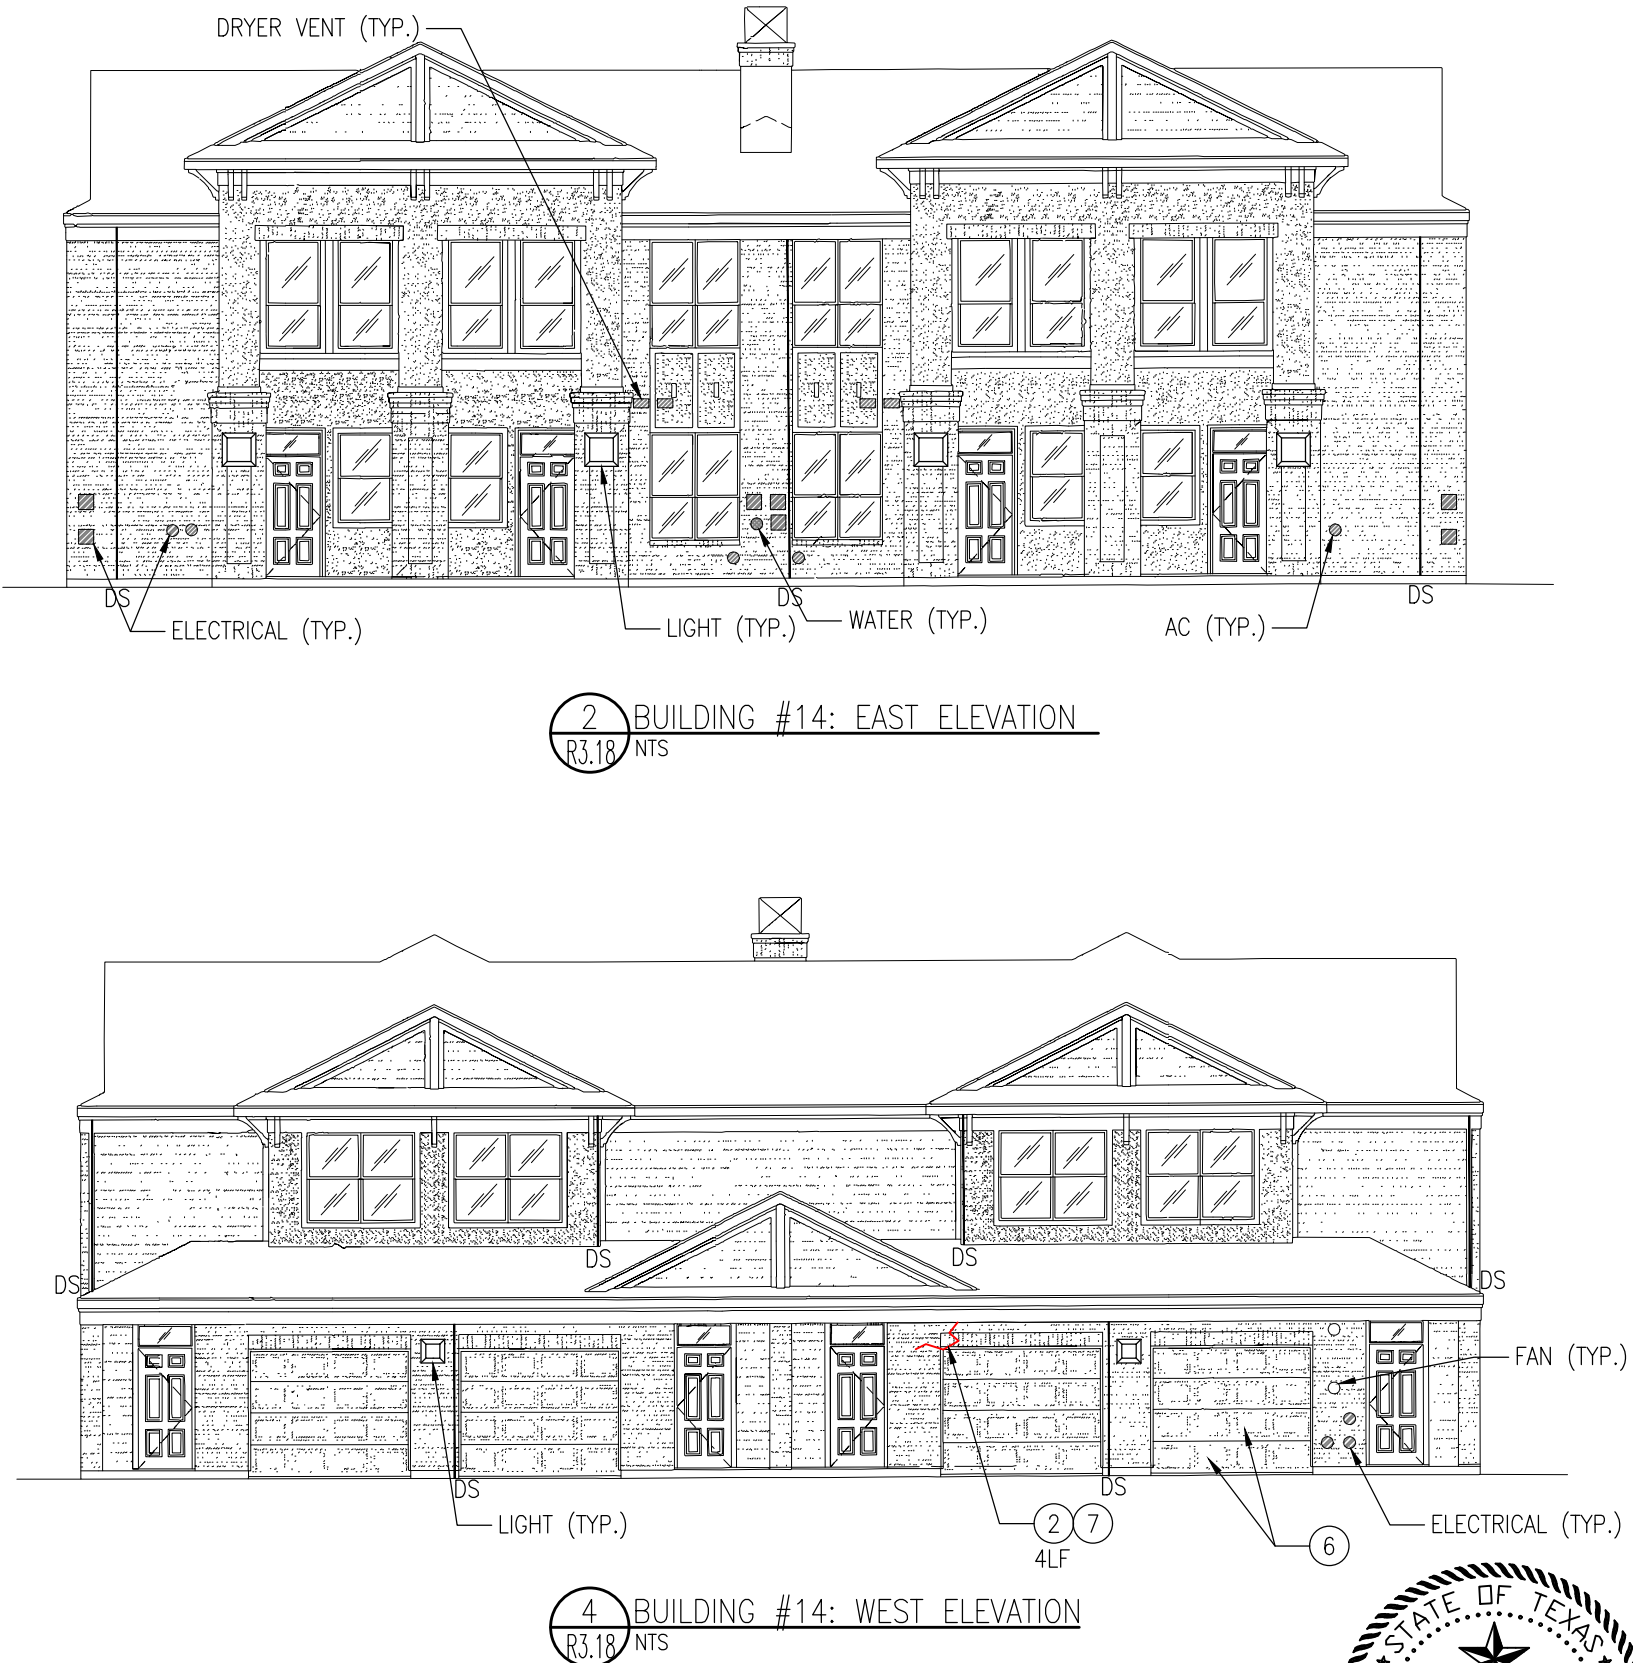 DRYER VENT (TYP.)
DS
DS
DS
ELECTRICAL (TYP.)
LIGHT (TYP.)
WATER (TYP.)
AC (TYP.)
2
R3.18
BUILDING #14: EAST ELEVATION
NTS
DS
DS
DS
DS
FAN (TYP.)
DS
DS
LIGHT (TYP.)
2 7
4LF
6
ELECTRICAL (TYP.)
4
R3.18
BUILDING #14: WEST ELEVATION
NTS
STATE OF TEXAS